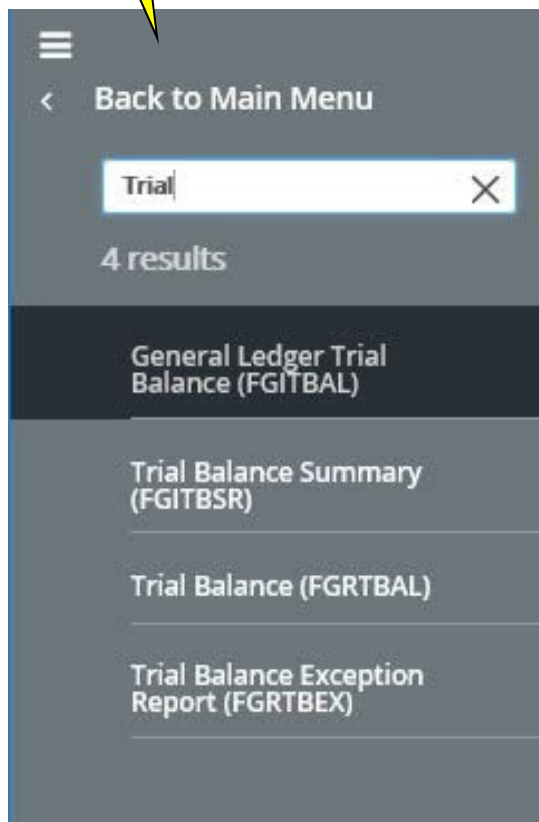 Back to Main Menu
Trial
4 results
General Ledger Trial
Balance (FGITBAL)
Trial Balance Summary
(FGITBSR)
Trial Balance (FGRTBAL)
Trial Balance Exception
Report (FGRTBEX)